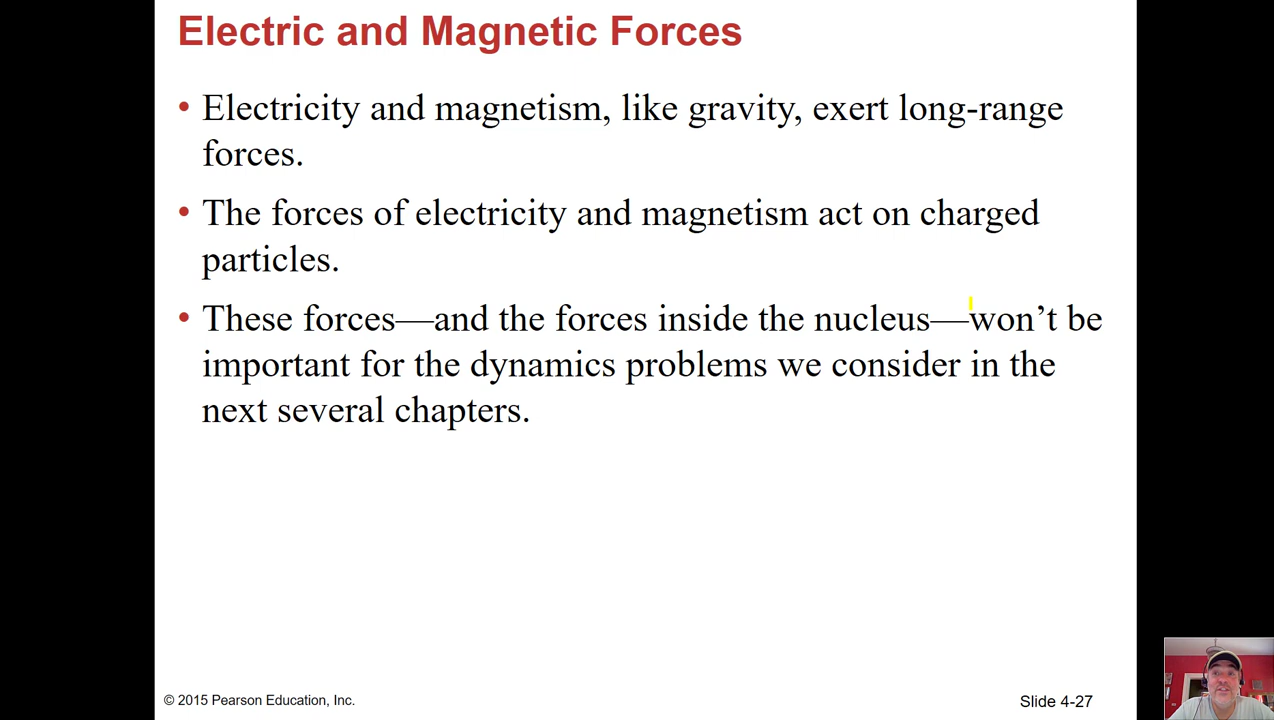 Electric and Magnetic Forces
• Electricity and magnetism, like gravity, exert long-range
forces.
• The forces of electricity and magnetism act on charged
particles.
• These forces—and the forces inside the nucleus—won’t be
important for the dynamics problems we consider in the
next several chapters.
© 2015 Pearson Education, Inc.
Slide 4-27